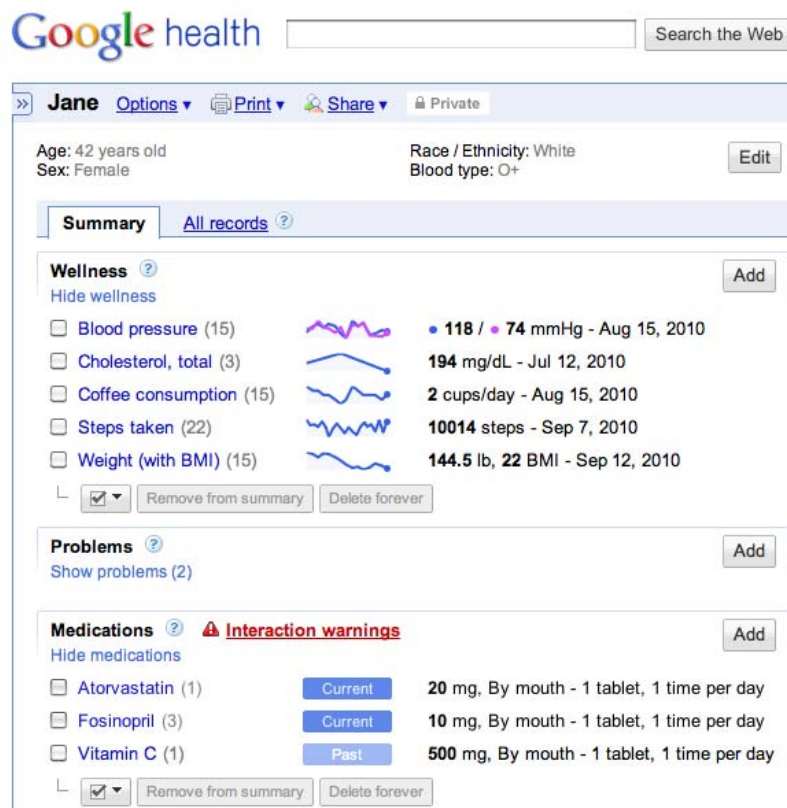 Google health Search the Web
» Jane Options ▾ Print ▾ Share ▾ Private
Age: 42 years old Race / Ethnicity: White Edit
Sex: Female Blood type: O+
Summary All records ?
Wellness ? Add
Hide wellness
Blood pressure (15) • 118 / • 74 mmHg - Aug 15, 2010
Cholesterol, total (3) 194 mg/dL - Jul 12, 2010
Coffee consumption (15) 2 cups/day - Aug 15, 2010
Steps taken (22) 10014 steps - Sep 7, 2010
Weight (with BMI) (15) 144.5 lb, 22 BMI - Sep 12, 2010
Remove from summary Delete forever
Problems ? Add
Show problems (2)
Medications ? Interaction warnings Add
Hide medications
Atorvastatin (1) Current 20 mg, By mouth - 1 tablet, 1 time per day
Fosinopril (3) Current 10 mg, By mouth - 1 tablet, 1 time per day
Vitamin C (1) Past 500 mg, By mouth - 1 tablet, 1 time per day
Remove from summary Delete forever